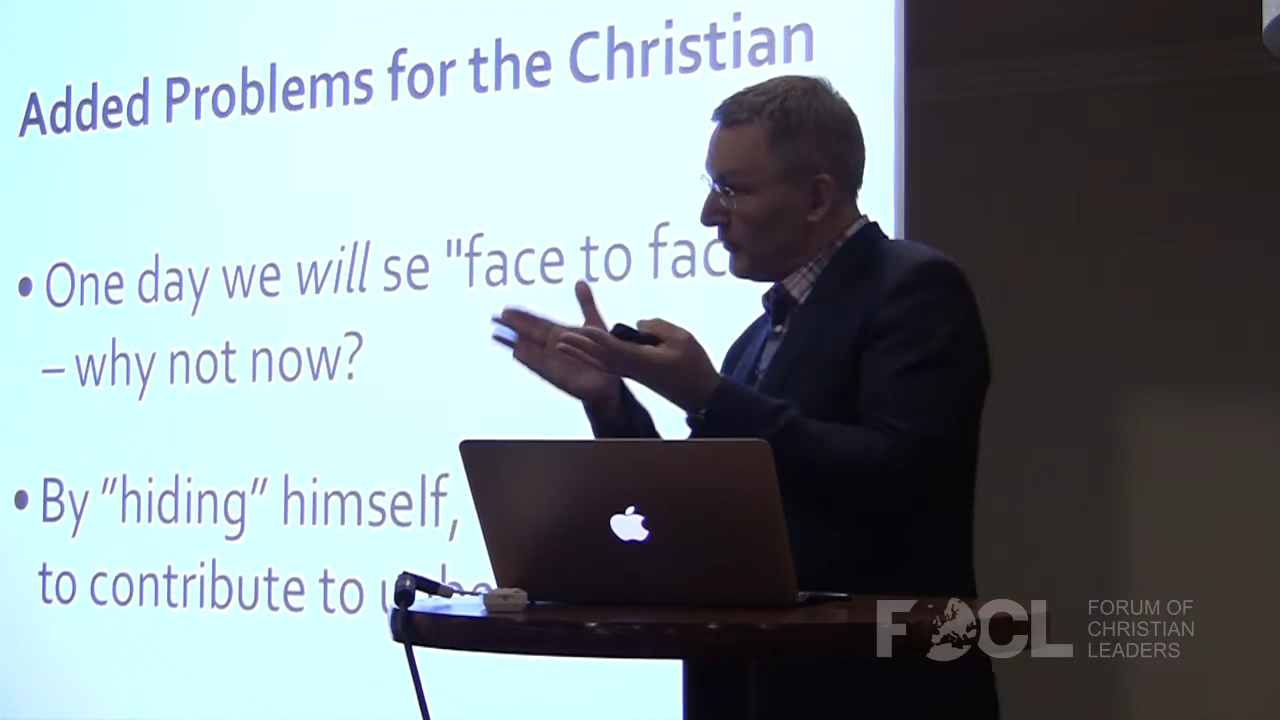 Added Problems for the Christian
• One day we will se "face to fac
– why not now?
• By ”hiding” himself,
to contribute to
FOCL
FORUM OF
CHRISTIAN
LEADERS